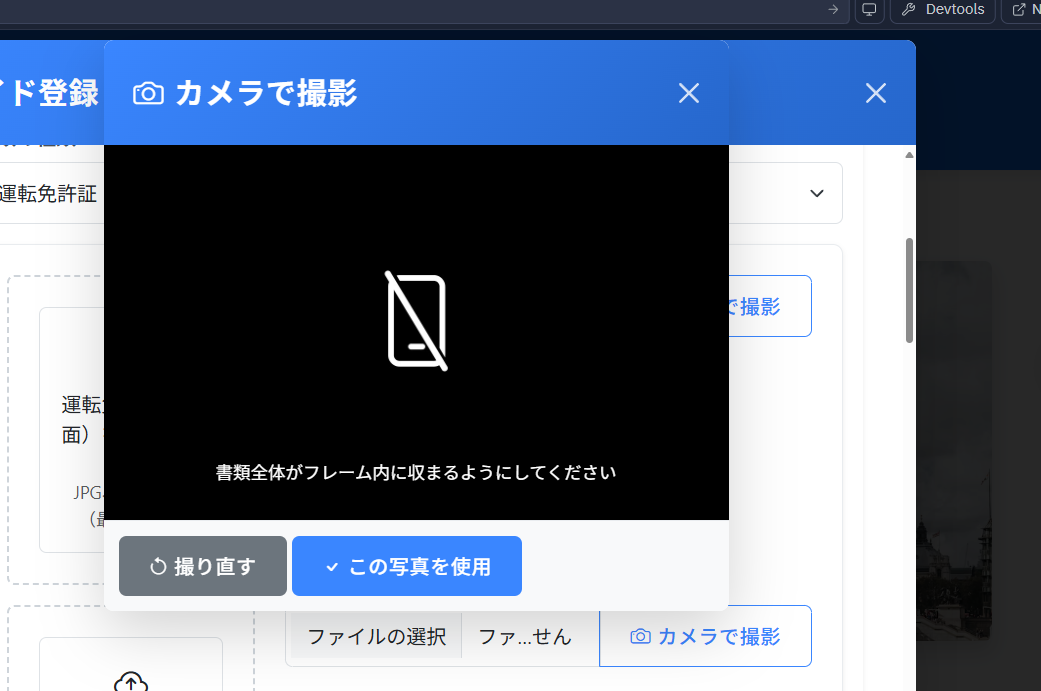 Devtools
ド登録
カメラで撮影
運転免許証
で撮影
運転
面）
JPG
書類全体がフレーム内に収まるようにしてください
撮り直す
この写真を使用
ファイルの選択
ファ...せん
カメラで撮影